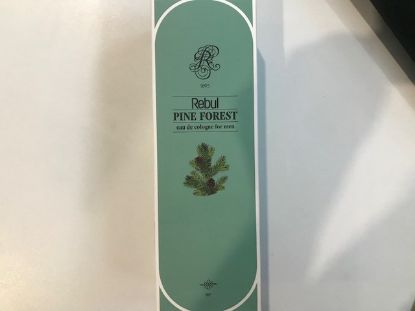 Rebul
PINE FOREST
eau de cologne for men